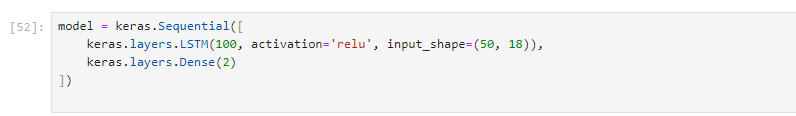 [52]: model = keras.Sequential([
    keras.layers.LSTM(100, activation='relu', input_shape=(50, 18)),
    keras.layers.Dense(2)
])